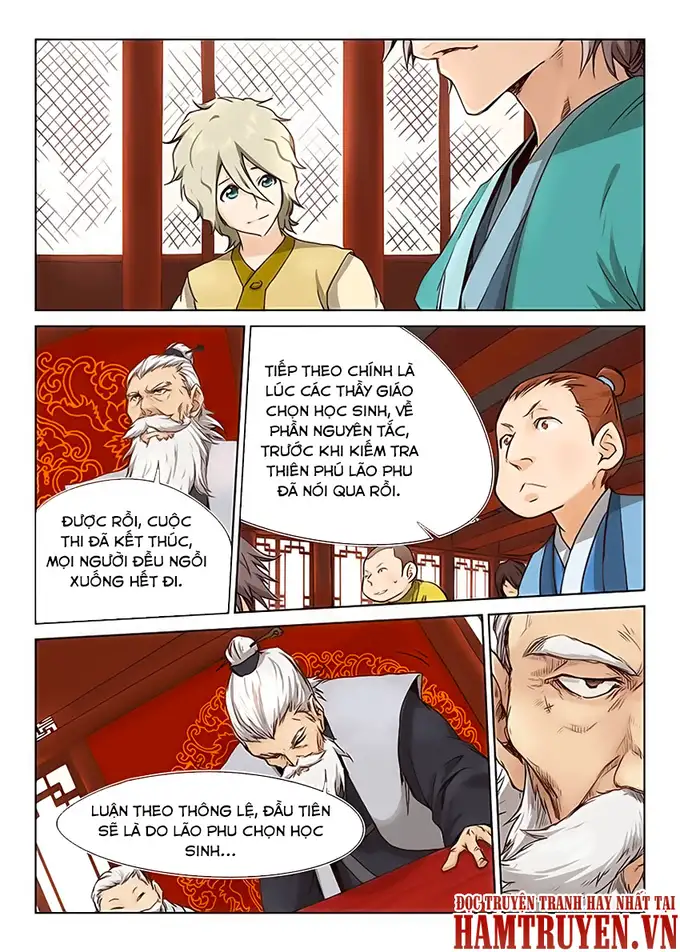 ĐƯỢC RỒI, CUỘC
THI ĐÃ KẾT THÚC,
MỌI NGƯỜI ĐỀU NGỒI
XUỐNG HẾT ĐI.
TIẾP THEO CHÍNH LÀ
LÚC CÁC THẦY GIÁO
CHỌN HỌC SINH, VỀ
PHẦN NGUYÊN TẮC,
TRƯỚC KHI KIỂM TRA
THIÊN PHÚ LÃO PHU
ĐÃ NÓI QUA RỒI.
LUẬN THEO THÔNG LỆ, ĐẦU TIÊN
SẼ LÀ DO LÃO PHU CHỌN HỌC
SINH...
ĐỌC TRUYỆN TRANH HAY NHẤT TẠI
HAMTRUYEN.VN